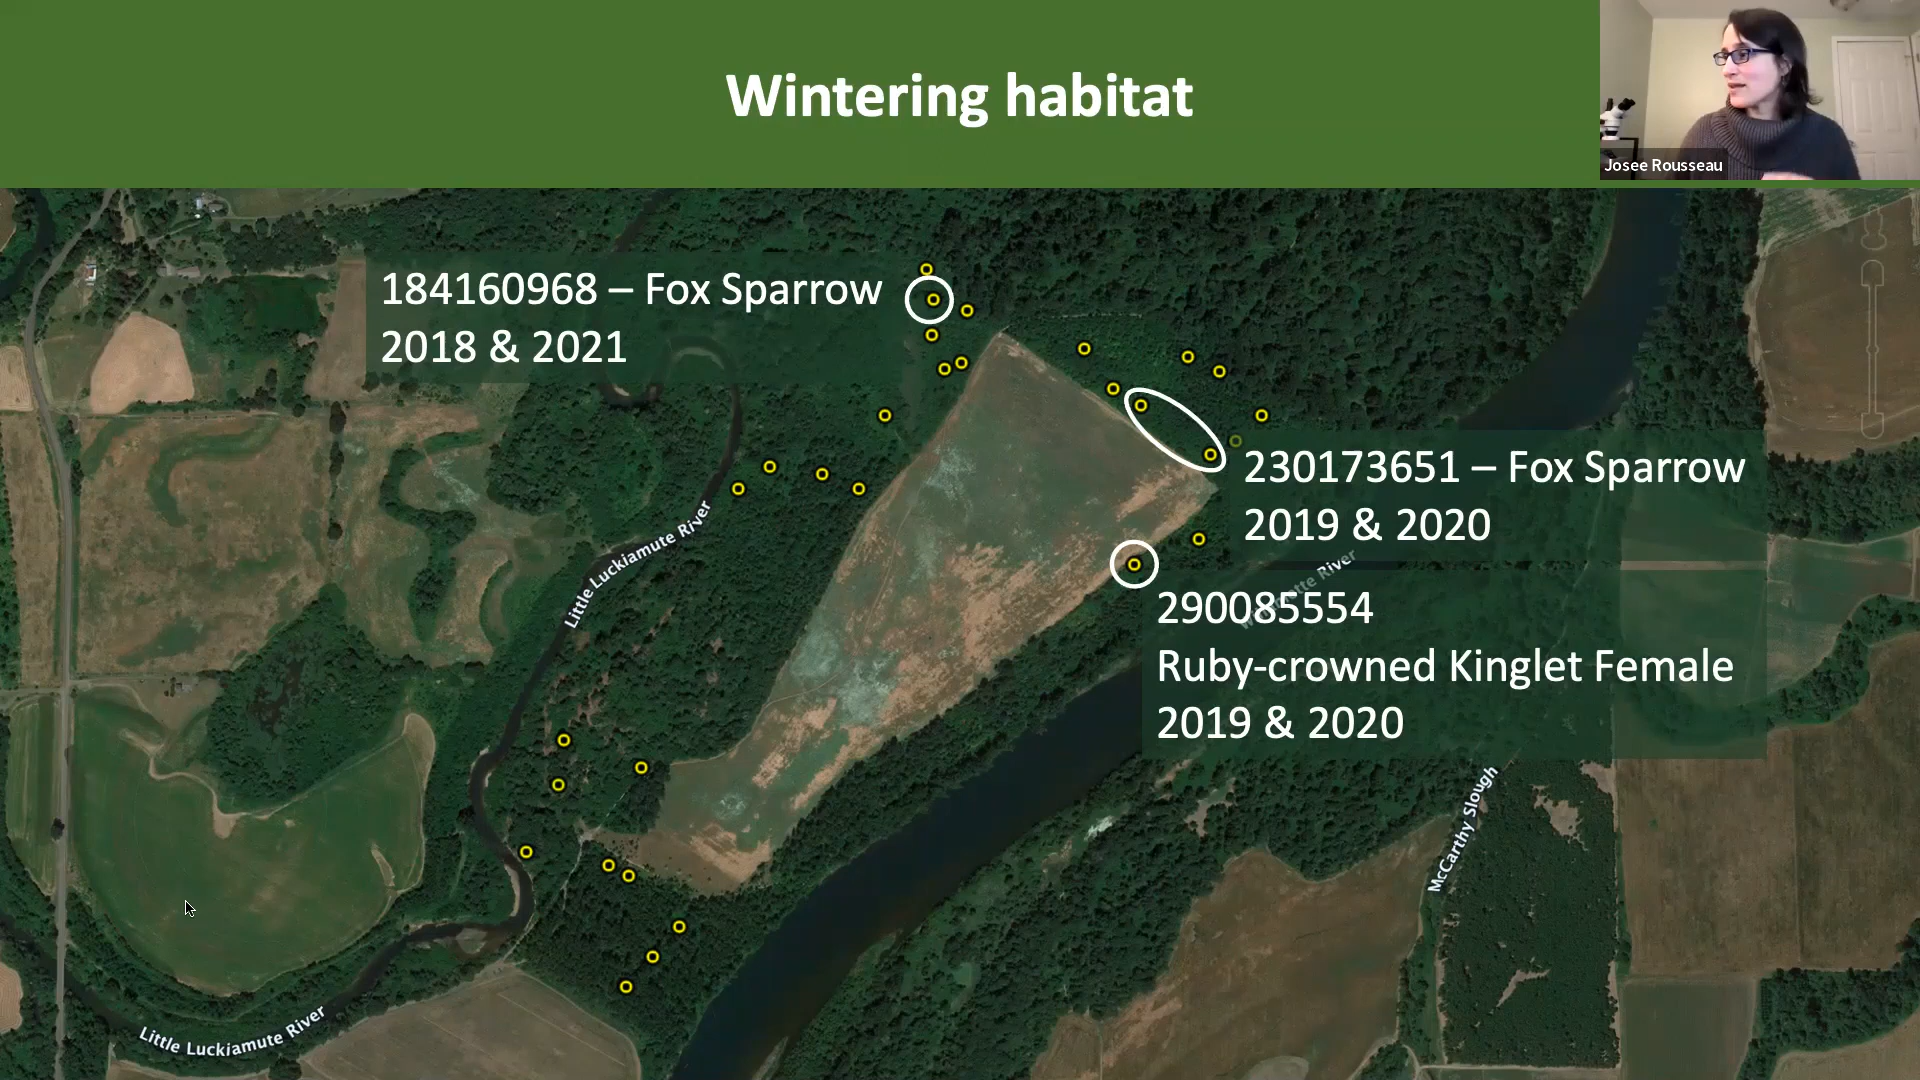 Wintering habitat
Josee Rousseau
184160968 – Fox Sparrow
2018 & 2021
230173651 – Fox Sparrow
2019 & 2020
290085554
Ruby-crowned Kinglet Female
2019 & 2020
Little Luckiamute River
River
McCarthy Slough
Little Luckiamute River